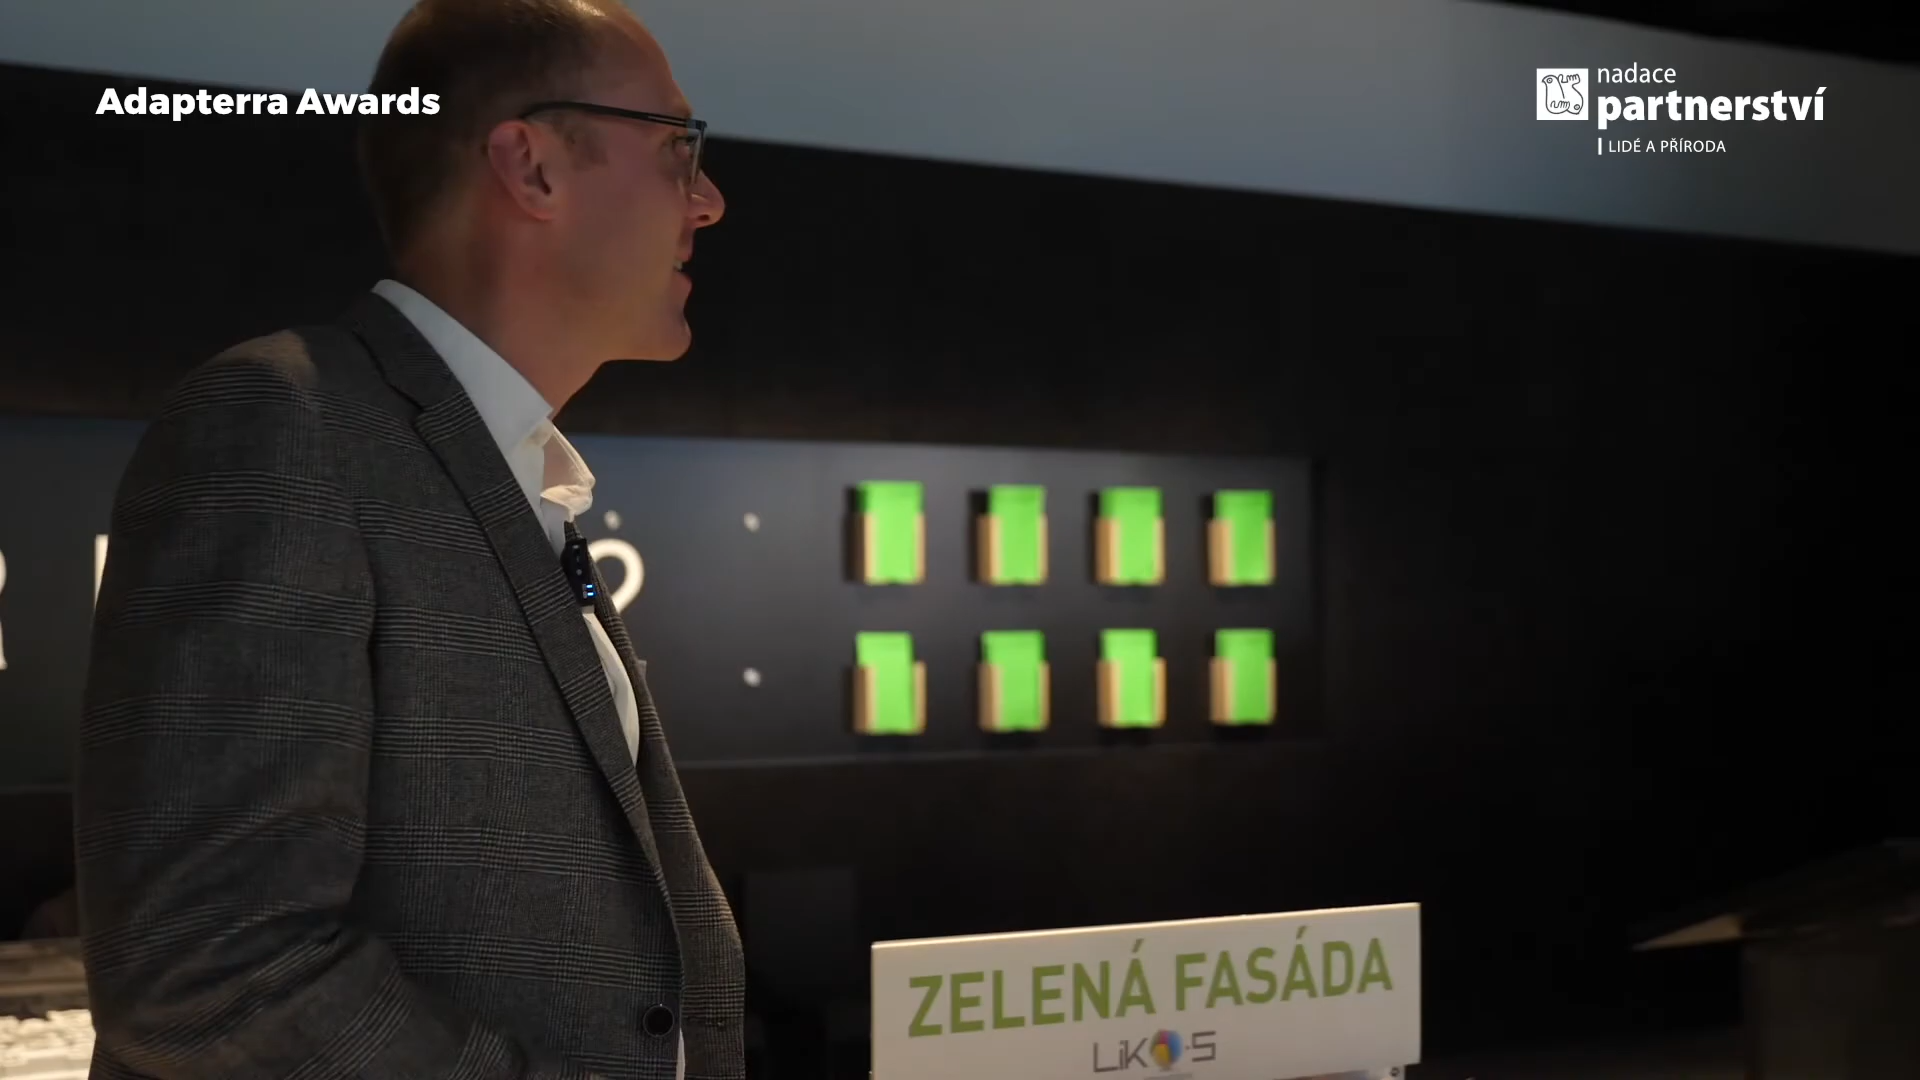 Adapterra Awards
nadace
partnerství
LIDÉ A PŘÍRODA
ZELENÁ FASÁDA
LIKO-S